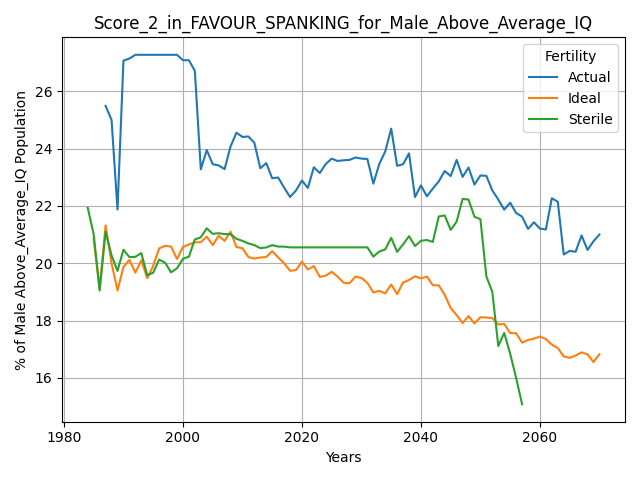 Score_2_in_FAVOUR_SPANKING_for_Male_Above_Average_IQ
Fertility
Actual
Ideal
Sterile
% of Male Above_Average_IQ Population
26
24
22
20
18
16
1980
2000
2020
2040
2060
Years